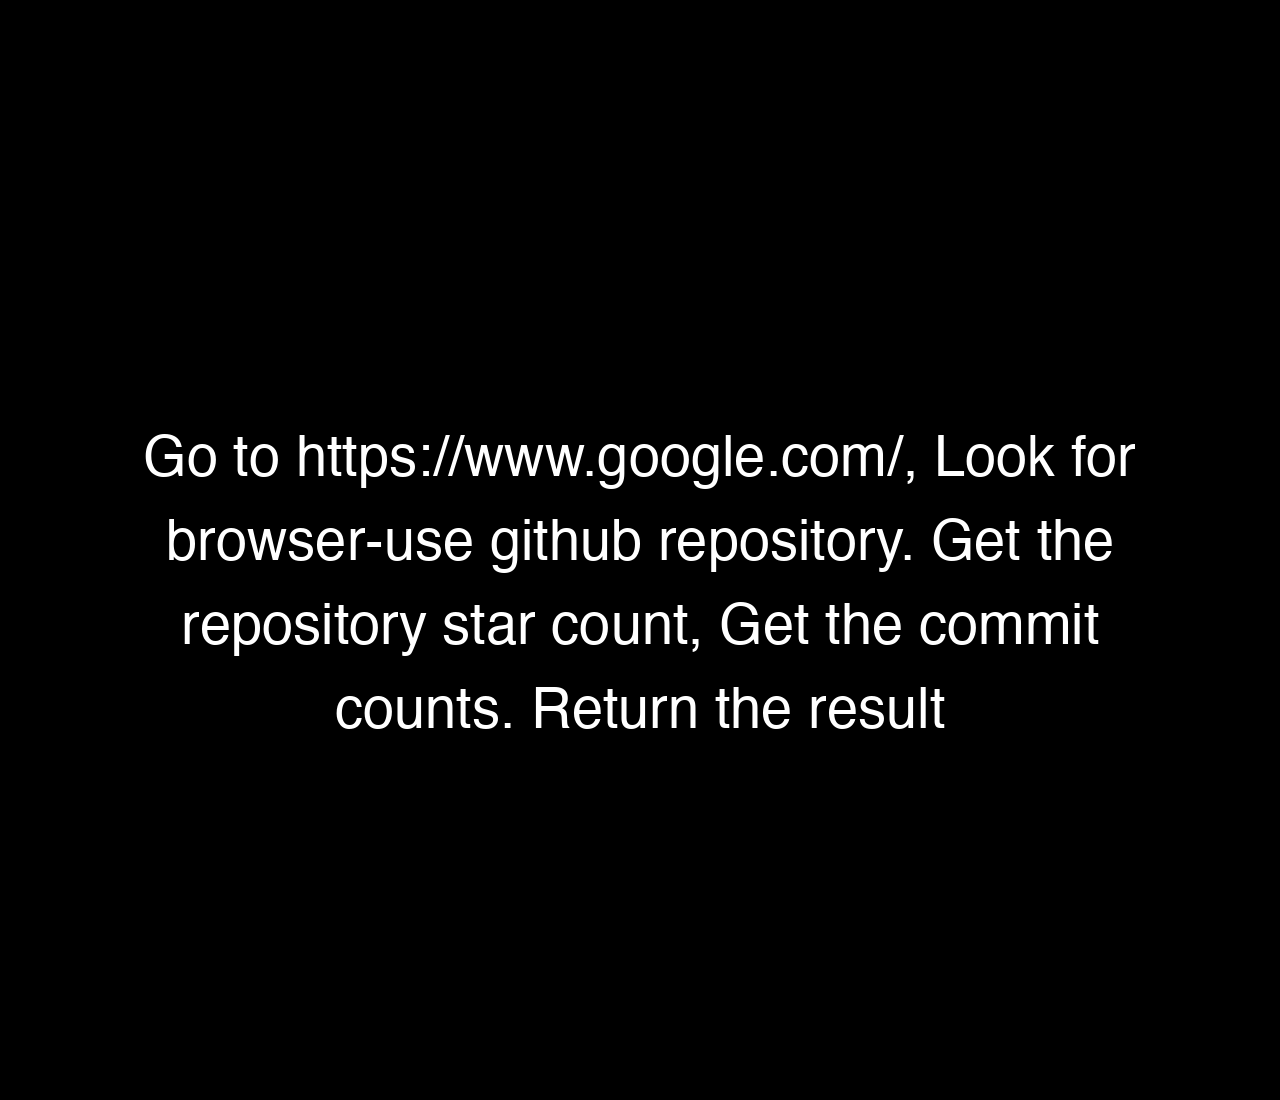 Go to https://www.google.com/, Look for
browser-use github repository. Get the
repository star count, Get the commit
counts. Return the result